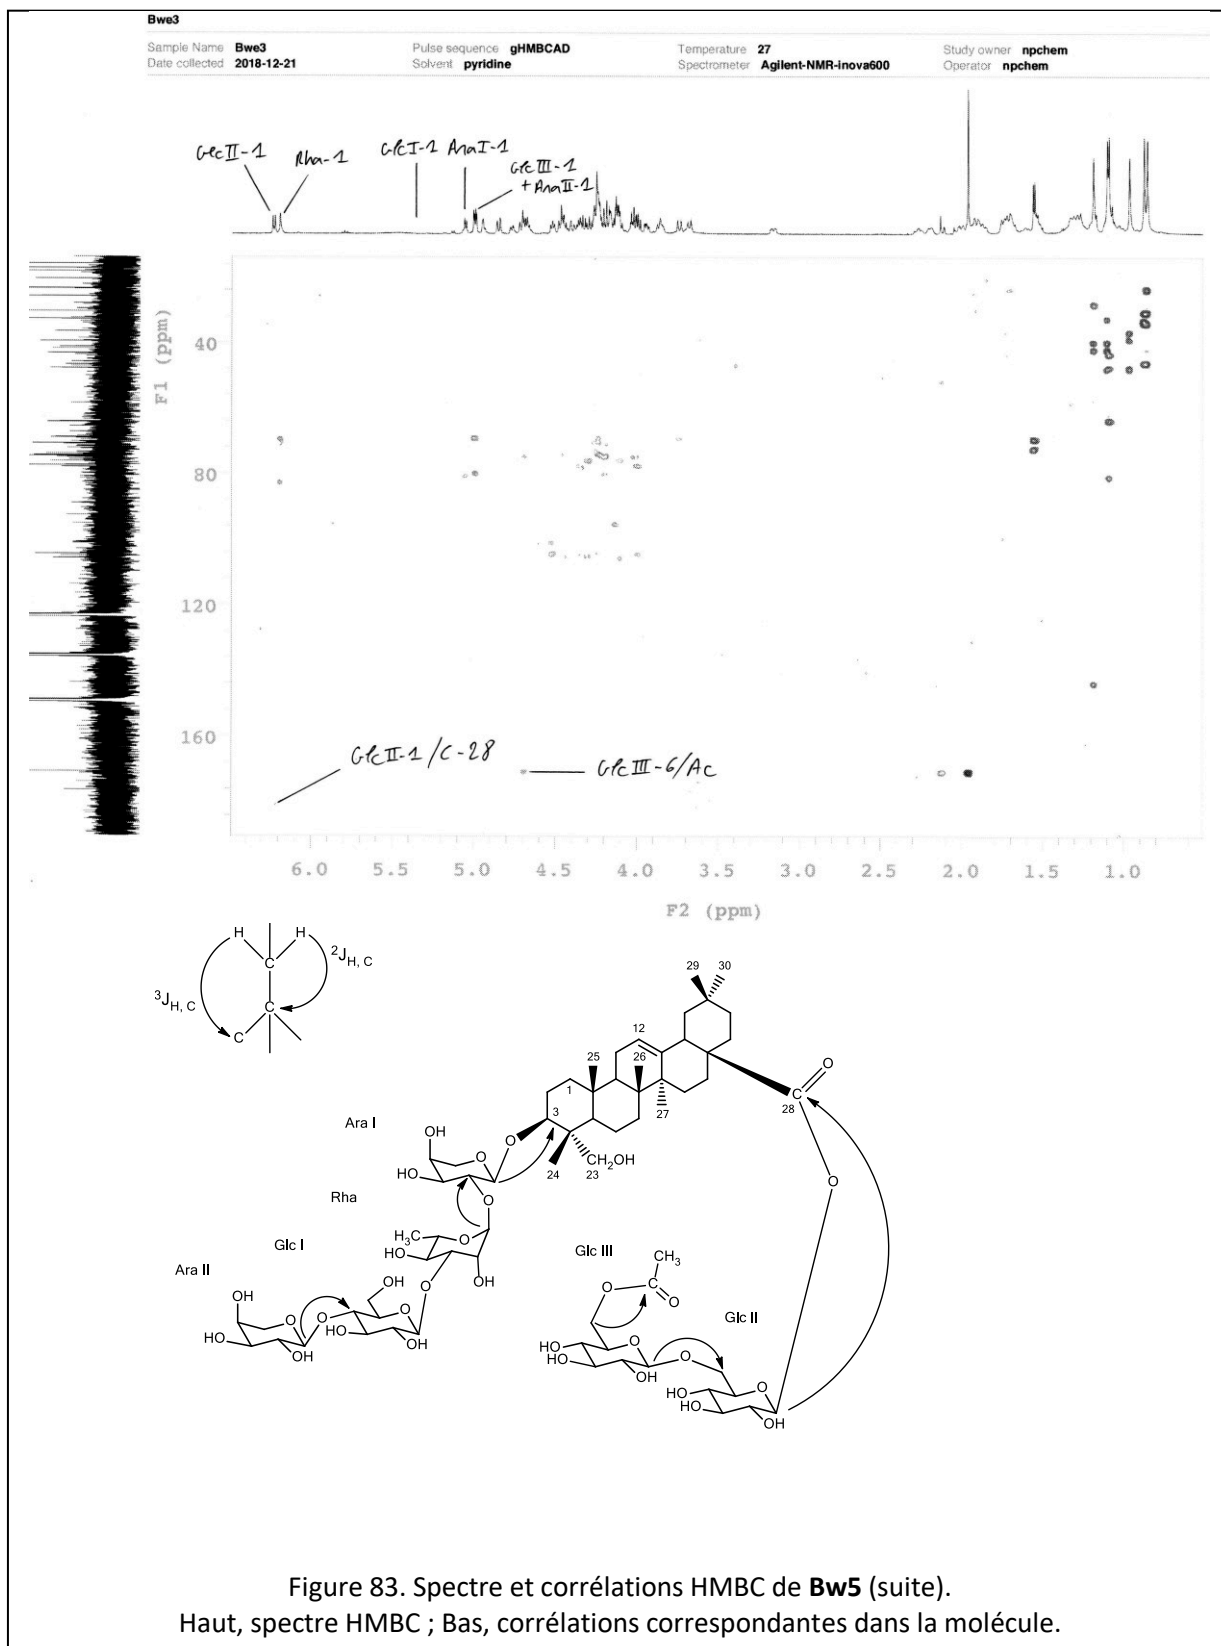 Bwe3
Sample Name Bwe3 Pulse sequence gHMBCAD Temperature 27 Study owner npchem
Date collected 2018-12-21 Solvent pyridine Spectrometer Agilent-NMR-inova600 Operator npchem
GlcII-1 Rha-1 GlcI-1 AraI-1 GlcIII-1
+ AraII-1
F1 (ppm)
40
80
120
160
GlcII-1/C-28 GlcIII-6/Ac
6.0 5.0 4.5 4.0 3.5 3.0 2.5 2.0 1.5 1.0
F2 (ppm)
H H
²J H, C
C
³J H, C
C
C
29 30
12
25 26
1
O
C
28
27
3
O
Ara I
OH
O
HO
HO
24
CH₂OH
23
O
O
Rha
H₃C
O
HO
OH
Glc I
OH
O
O
HO
OH
Ara II
OH
O
HO
HO
OH
O
Glc III
CH₃
O
C
O
HO
HO
O
OH
O
Glc II
HO
HO
O
OH
Figure 83. Spectre et corrélations HMBC de Bw5 (suite).
Haut, spectre HMBC ; Bas, corrélations correspondantes dans la molécule.